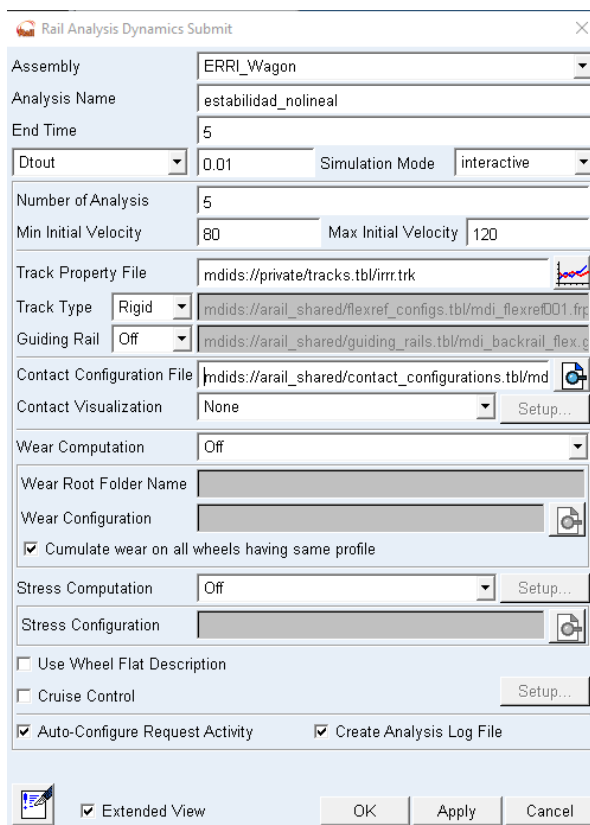 Rail Analysis Dynamics Submit
Assembly ERRI_Wagon
Analysis Name estabilidad_nolineal
End Time 5
Dtout 0.01 Simulation Mode interactive
Number of Analysis 5
Min Initial Velocity 80 Max Initial Velocity 120
Track Property File mdids://private/tracks.tbl/irrr.trk
Track Type Rigid mdids://arail_shared/flexref_configs.tbl/mdi_flexref001.frp
Guiding Rail Off mdids://arail_shared/guiding_rails.tbl/mdi_backrail_flex.g
Contact Configuration File mdids://arail_shared/contact_configurations.tbl/md
Contact Visualization None Setup...
Wear Computation Off
Wear Root Folder Name
Wear Configuration
Cumulate wear on all wheels having same profile
Stress Computation Off Setup...
Stress Configuration
Use Wheel Flat Description
Cruise Control Setup...
Auto-Configure Request Activity Create Analysis Log File
Extended View OK Apply Cancel